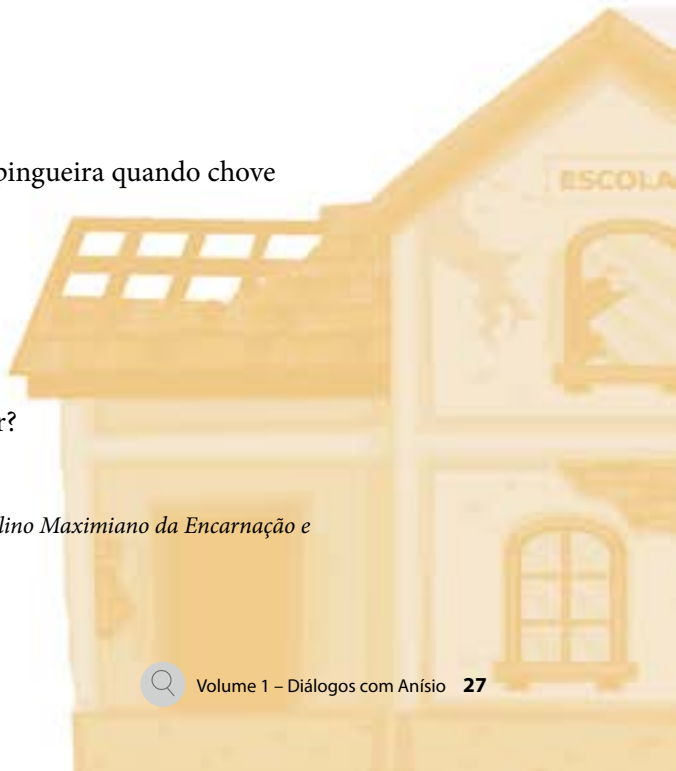 pingueira quando chove
ESCOLA
r?
lino Maximiano da Encarnação e
Volume 1 – Diálogos com Anísio 27